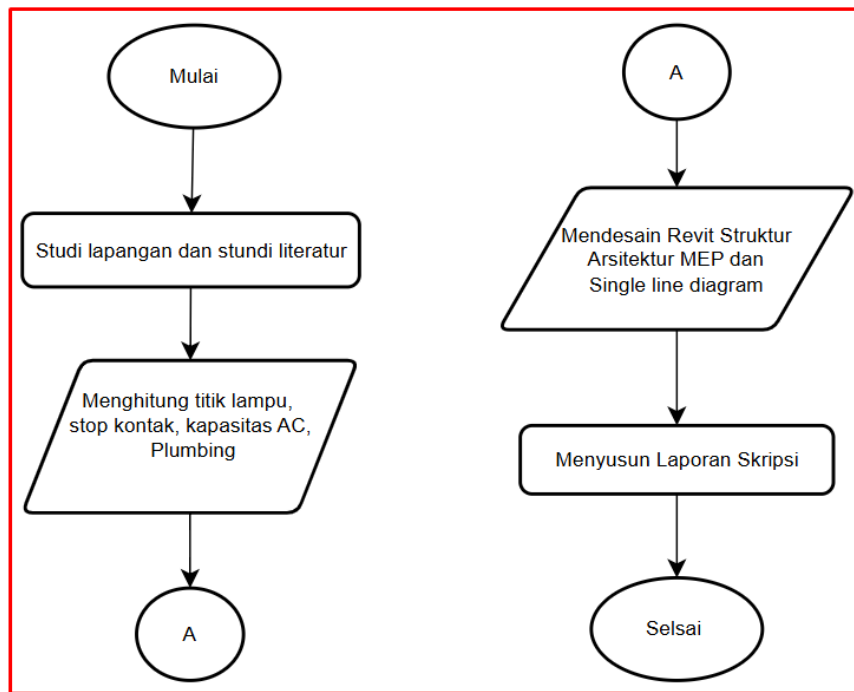 Mulai
Studi lapangan dan stundi literatur
Menghitung titik lampu,
stop kontak, kapasitas AC,
Plumbing
A
A
Mendesain Revit Struktur
Arsitektur MEP dan
Single line diagram
Menyusun Laporan Skripsi
Selsai